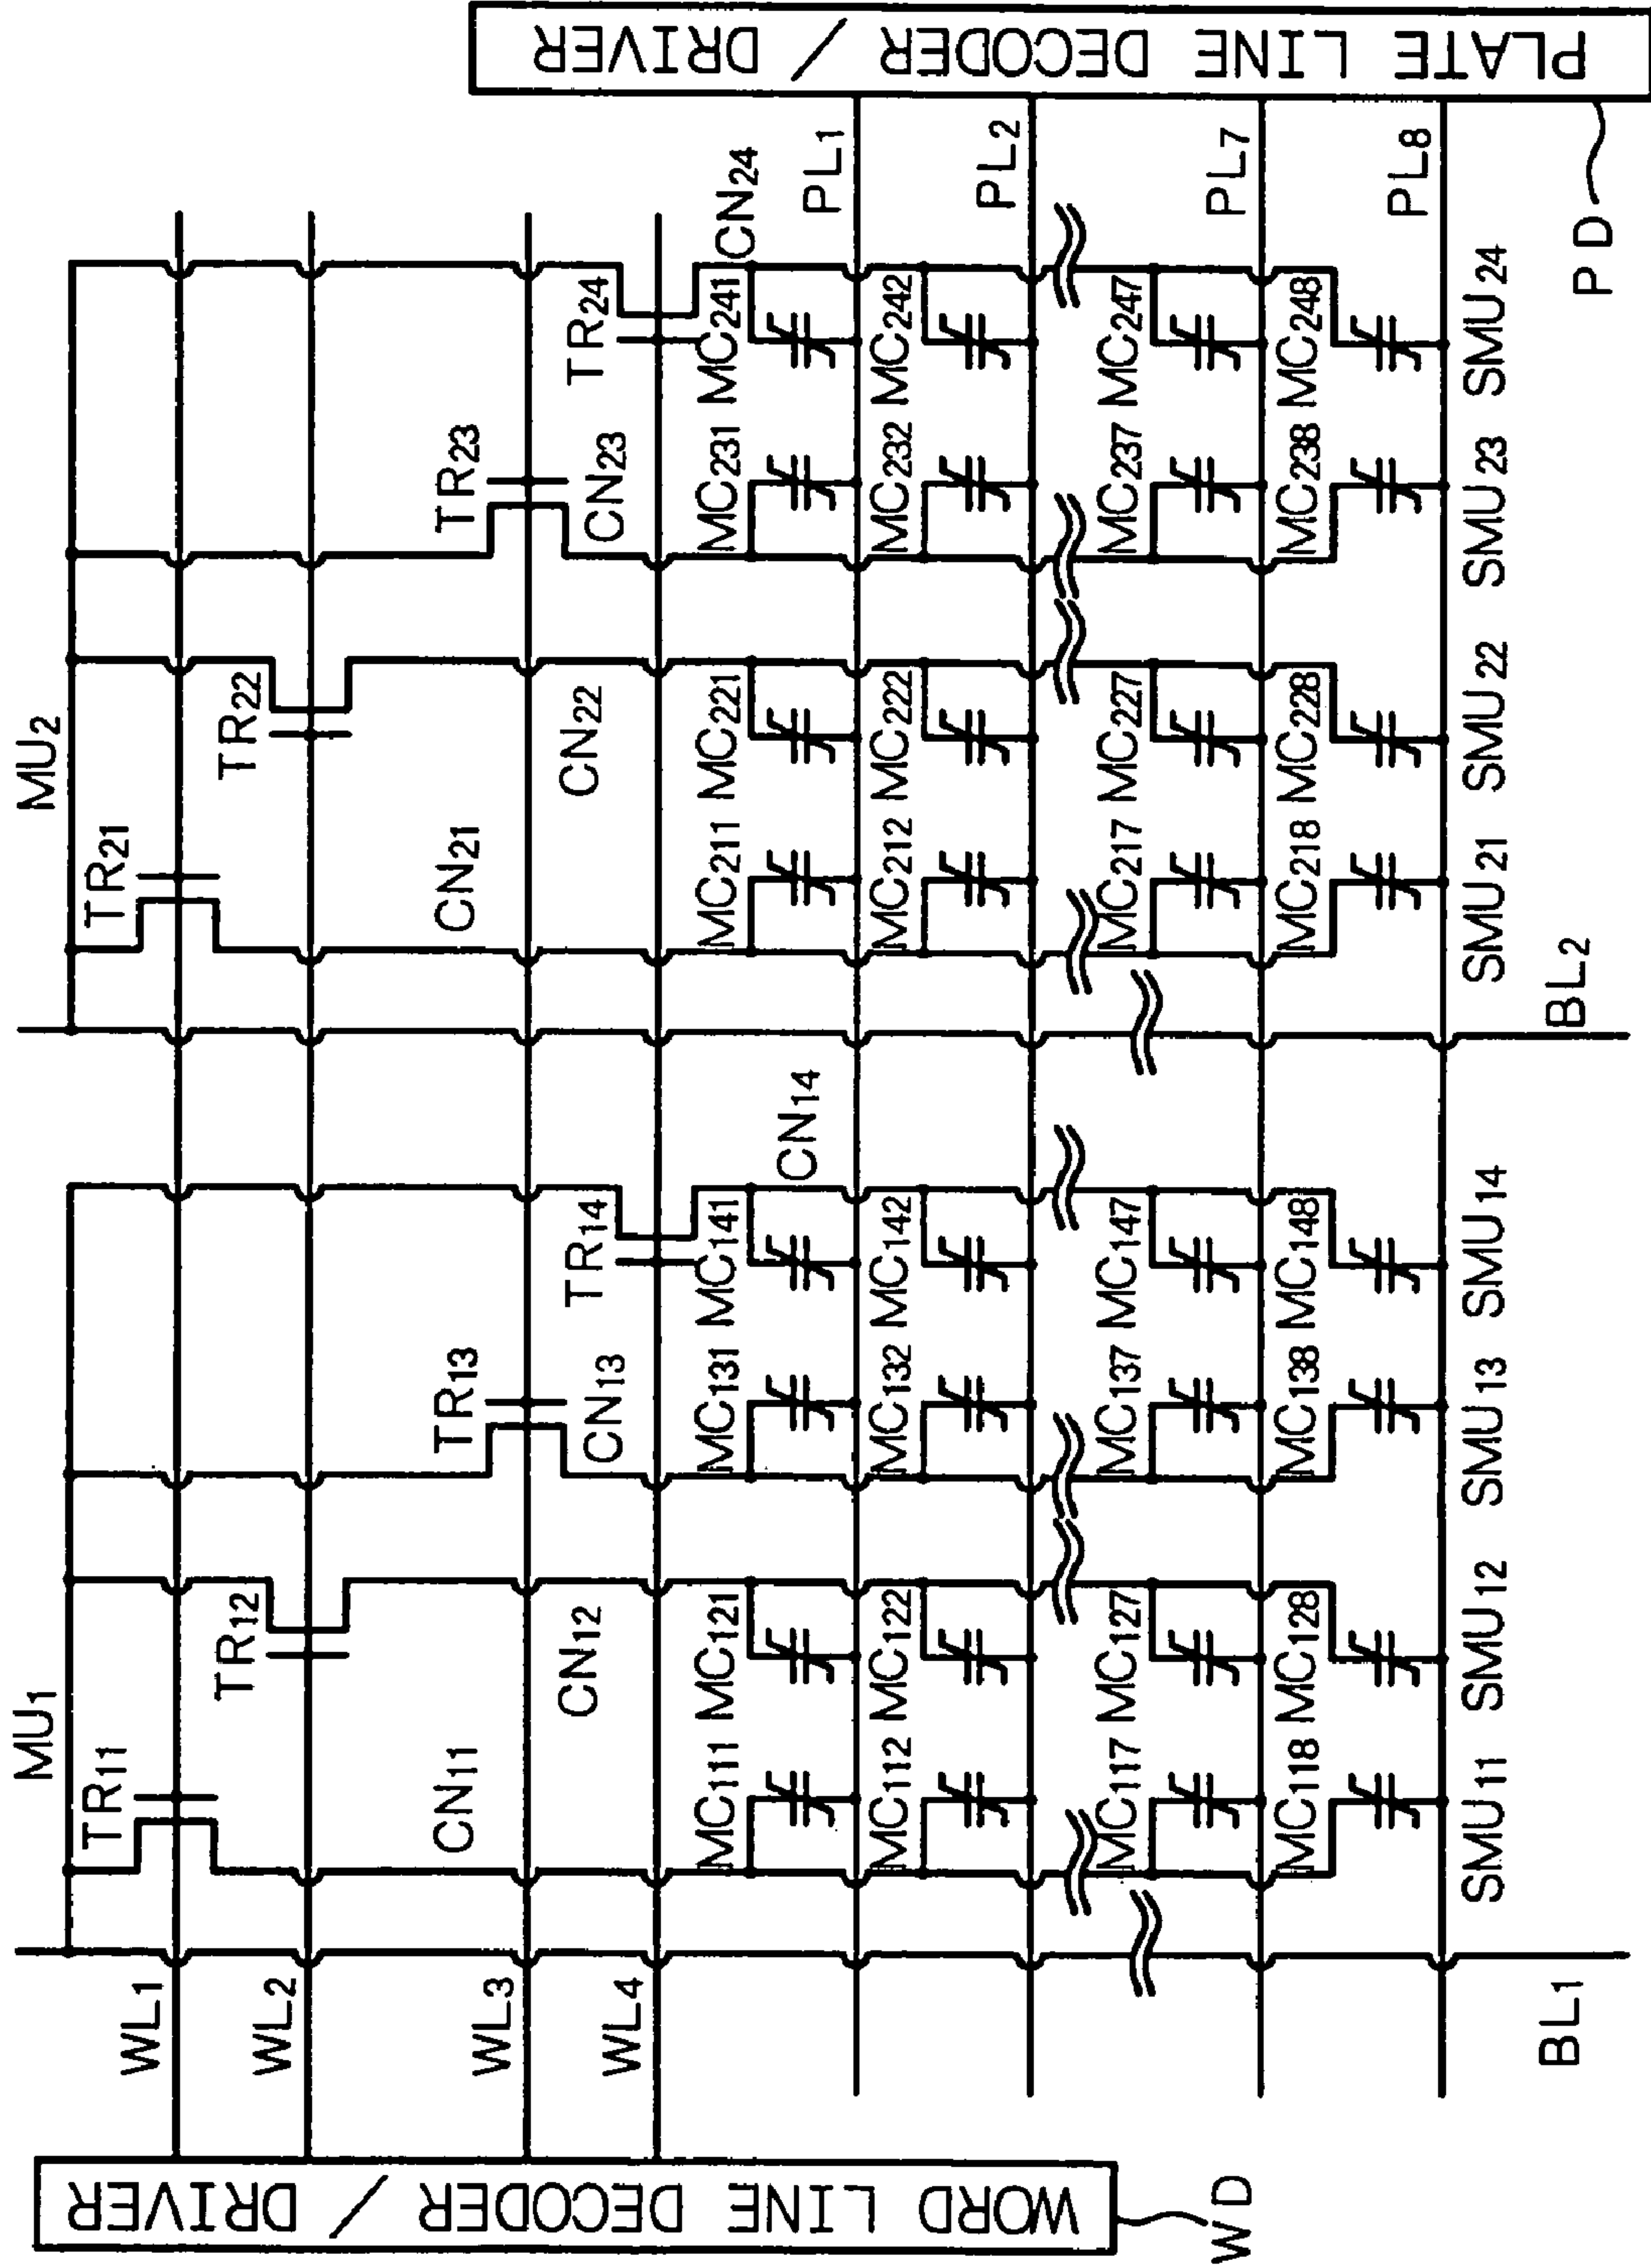 MU1
MU2
TR11
TR21
WL1
TR12
TR22
WL2
CN11
TR13
CN21
TR23
WL3
CN12
CN13
TR14
CN22
CN23
TR24
WL4
MC111
MC121
MC131
MC141
MC211
MC221
MC231
MC241
CN24
CN14
PL1
MC112
MC122
MC132
MC142
MC212
MC222
MC232
MC242
PL2
MC117
MC127
MC137
MC147
MC217
MC227
MC237
MC247
PL7
MC118
MC128
MC138
MC148
MC218
MC228
MC238
MC248
PL8
SMU11
SMU12
SMU13
SMU14
SMU21
SMU22
SMU23
SMU24
BL1
BL2
WORD LINE DECODER / DRIVER
WD
PLATE LINE DECODER / DRIVER
PD